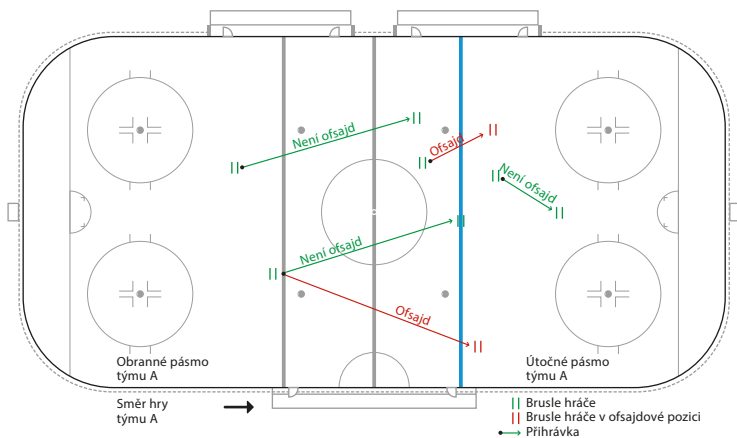 Není ofsajd
Ofsajd
Není ofsajd
Není ofsajd
Ofsajd
Obranné pásmo
týmu A
Útočné pásmo
týmu A
Směr hry
týmu A
Brusle hráče
Brusle hráče v ofsajdové pozici
Přihrávka